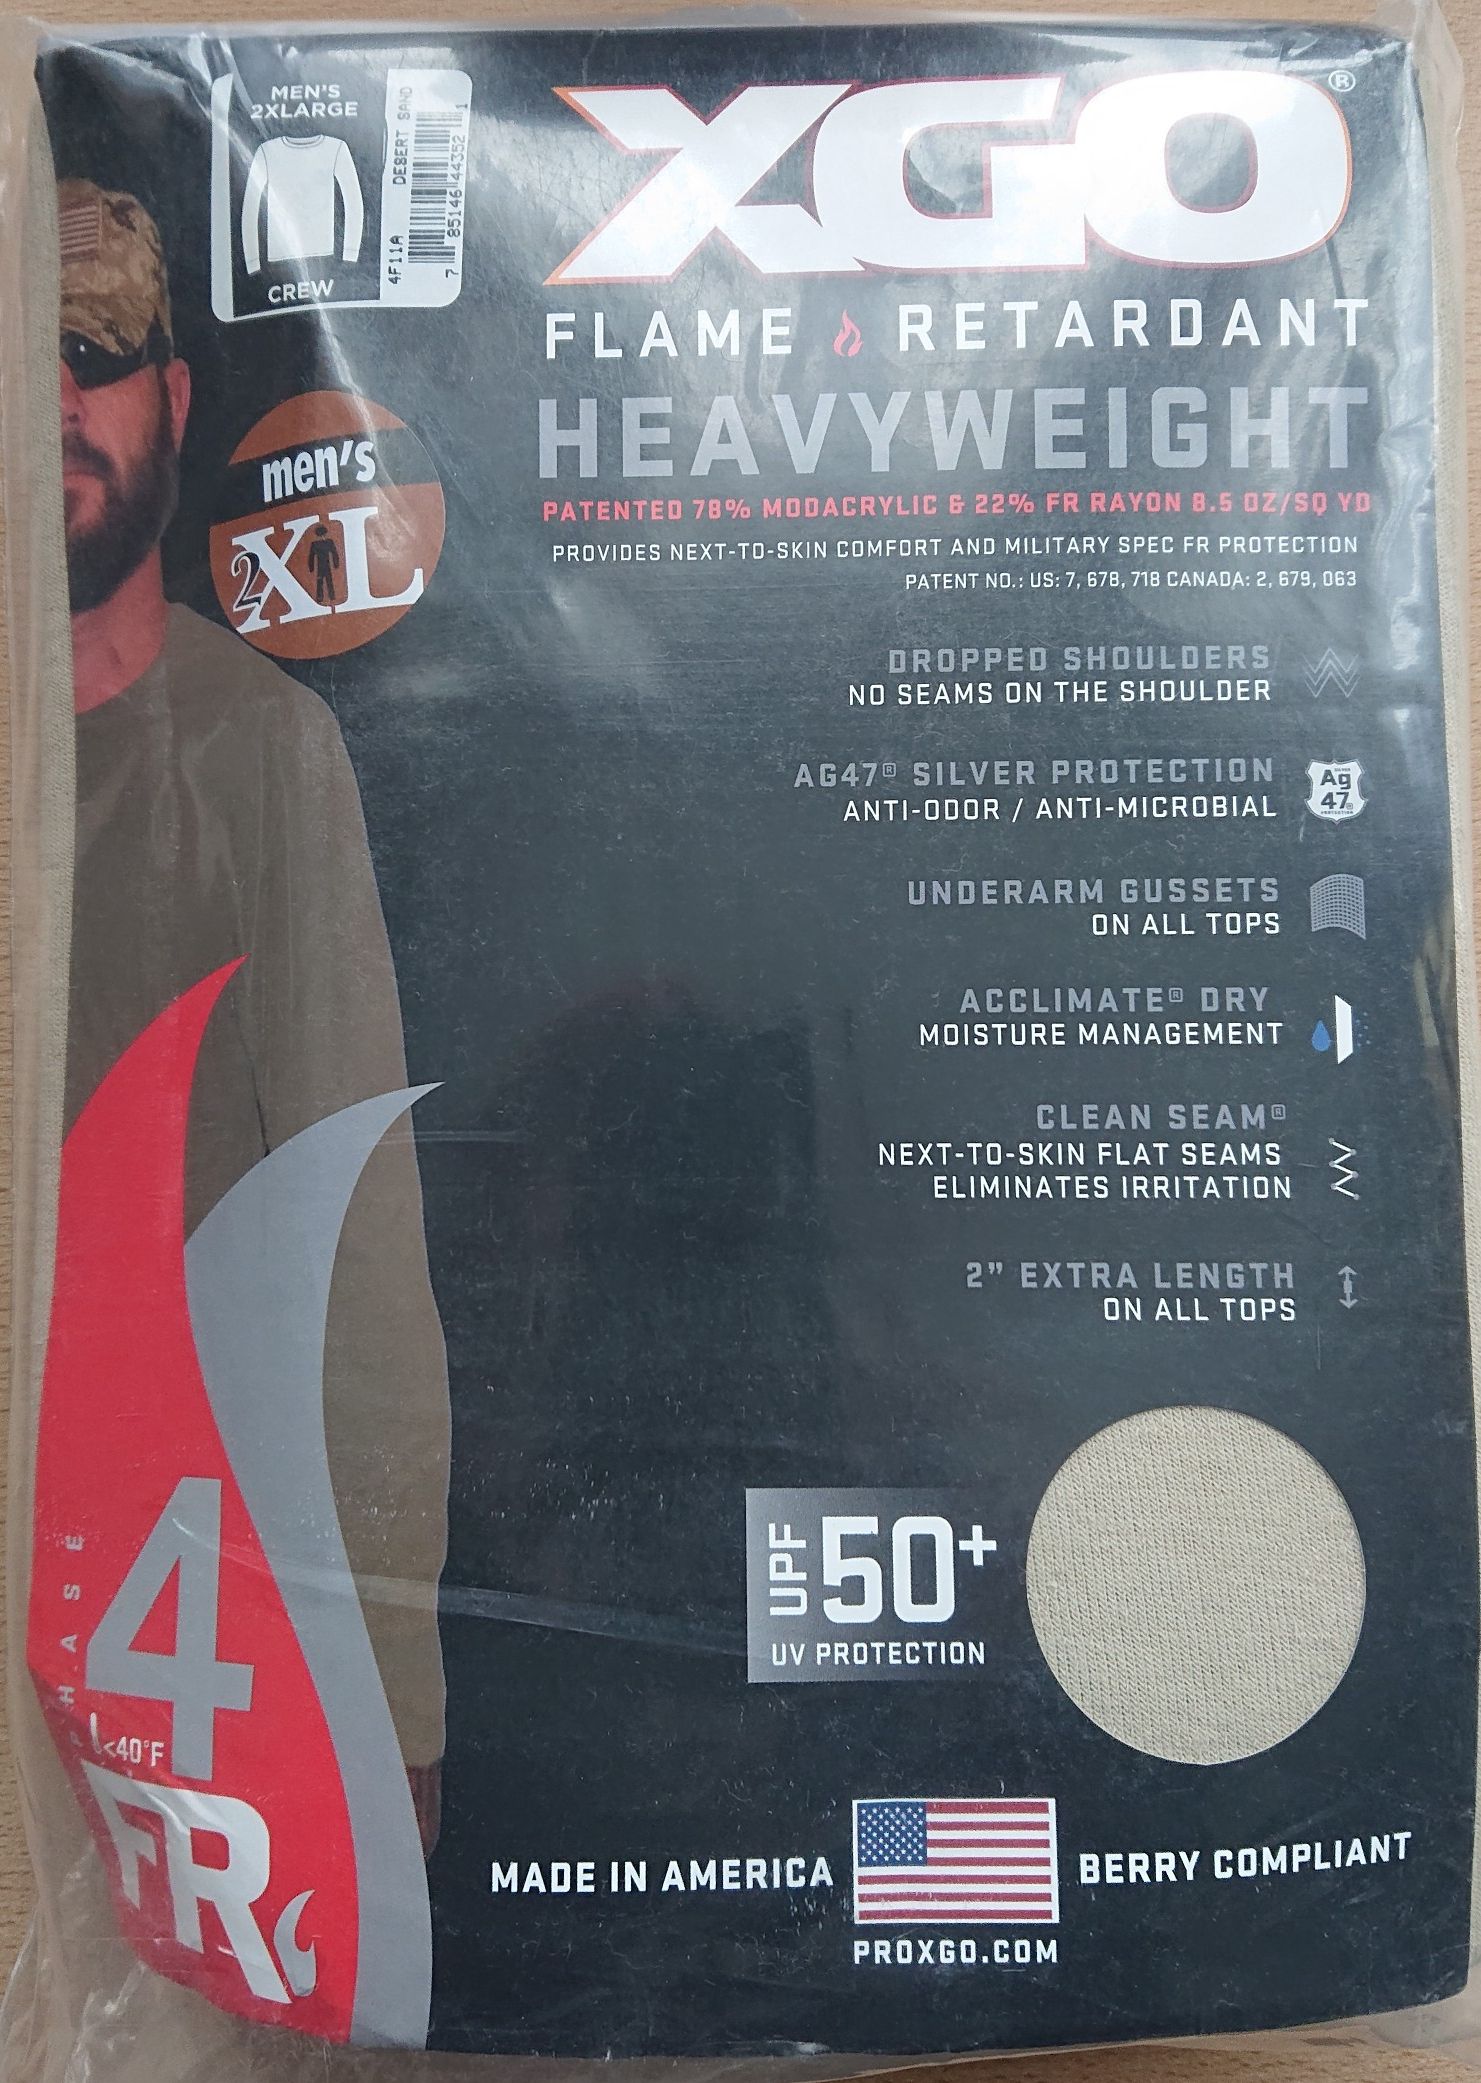 MEN'S
2XLARGE
CREW
4F11A DESERT SAND
7 85146 44352 1
XGO®
FLAME RETARDANT
HEAVYWEIGHT
PATENTED 78% MODACRYLIC & 22% FR RAYON 8.5 OZ/SQ YD
PROVIDES NEXT-TO-SKIN COMFORT AND MILITARY SPEC FR PROTECTION
PATENT NO.: US: 7, 678, 718 CANADA: 2, 679, 063
men's
2XL
DROPPED SHOULDERS
NO SEAMS ON THE SHOULDER
AG47® SILVER PROTECTION
ANTI-ODOR / ANTI-MICROBIAL
Ag
47®
UNDERARM GUSSETS
ON ALL TOPS
ACCLIMATE® DRY
MOISTURE MANAGEMENT
CLEAN SEAM®
NEXT-TO-SKIN FLAT SEAMS
ELIMINATES IRRITATION
2” EXTRA LENGTH
ON ALL TOPS
UPF 50+
UV PROTECTION
PHASE
4
<40°F
FR
MADE IN AMERICA BERRY COMPLIANT
PROXGO.COM